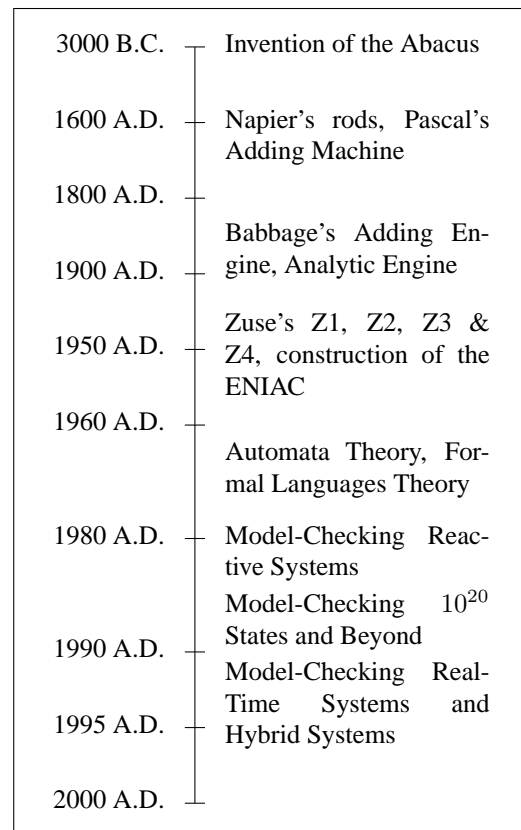 3000 B.C. Invention of the Abacus
1600 A.D. Napier's rods, Pascal's
Adding Machine
1800 A.D.
Babbage's Adding En-
1900 A.D. gine, Analytic Engine
Zuse's Z1, Z2, Z3 &
1950 A.D. Z4, construction of the
ENIAC
1960 A.D.
Automata Theory, For-
mal Languages Theory
1980 A.D. Model-Checking Reac-
tive Systems
Model-Checking 10²⁰
States and Beyond
1990 A.D.
Model-Checking Real-
Time Systems and
1995 A.D. Hybrid Systems
2000 A.D.